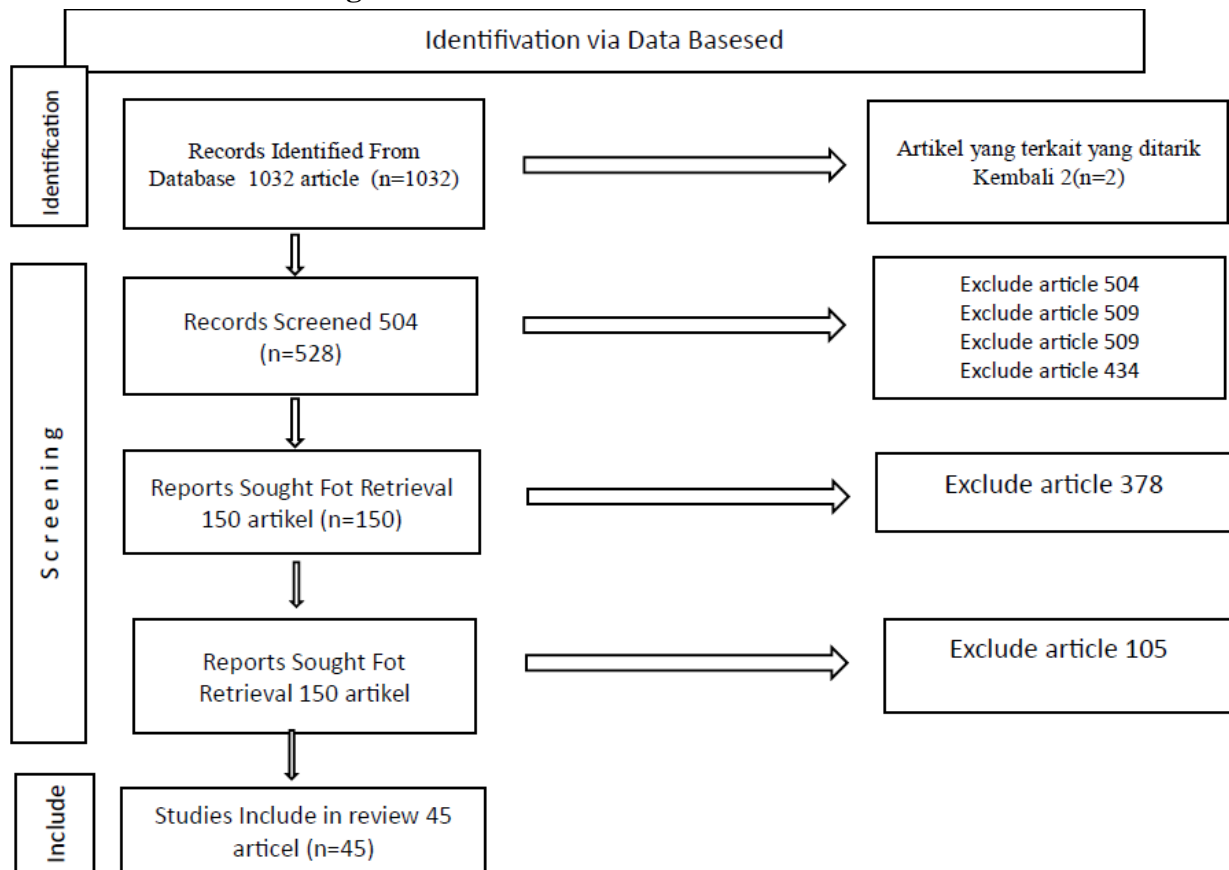 Identifivation via Data Basesed
Identification
Records Identified From
Database 1032 article (n=1032)
Artikel yang terkait yang ditarik
Kembali 2(n=2)
Screening
Records Screened 504
(n=528)
Exclude article 504
Exclude article 509
Exclude article 509
Exclude article 434
Reports Sought Fot Retrieval
150 artikel (n=150)
Exclude article 378
Reports Sought Fot
Retrieval 150 artikel
Exclude article 105
Include
Studies Include in review 45
articel (n=45)